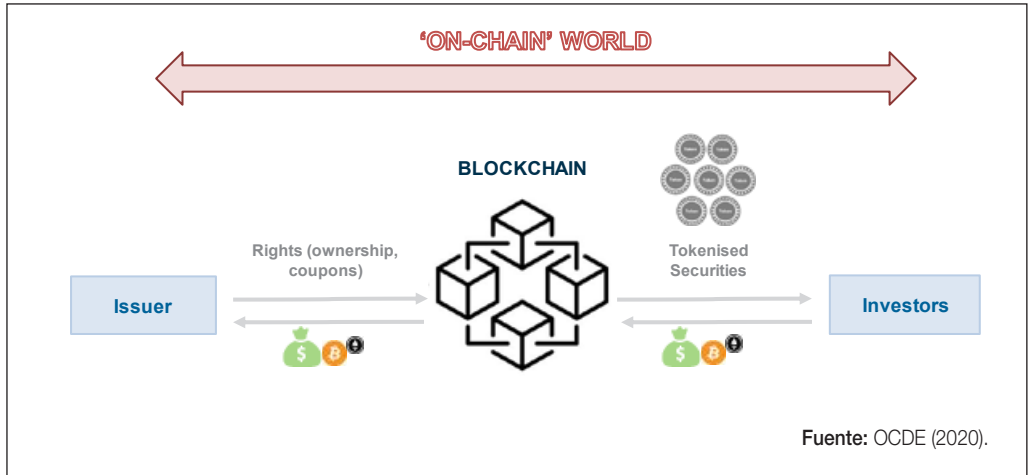 ‘ON-CHAIN’ WORLD
BLOCKCHAIN
Rights (ownership,
coupons)
Tokenised
Securities
Issuer
Investors
Fuente: OCDE (2020).